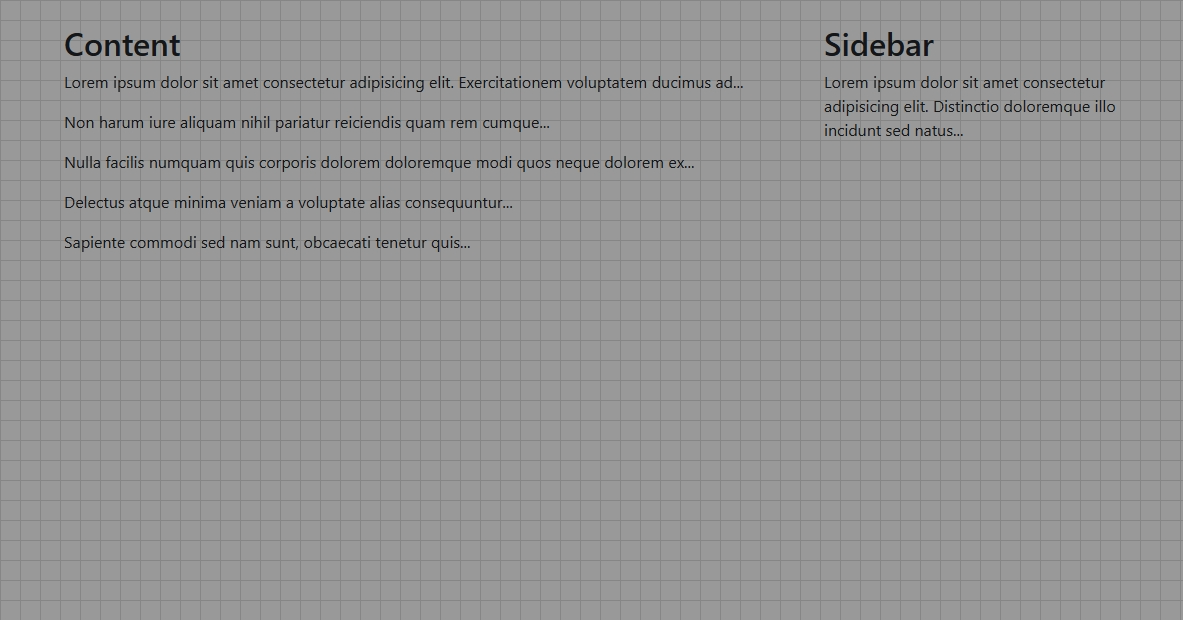 Content
Lorem ipsum dolor sit amet consectetur adipisicing elit. Exercitationem voluptatem ducimus ad...
Non harum iure aliquam nihil pariatur reiciendis quam rem cumque...
Nulla facilis numquam quis corporis dolorem doloremque modi quos neque dolorem ex...
Delectus atque minima veniam a voluptate alias consequuntur...
Sapiente commodi sed nam sunt, obcaecati tenetur quis...
Sidebar
Lorem ipsum dolor sit amet consectetur
adipisicing elit. Distinctio doloremque illo
incidunt sed natus...